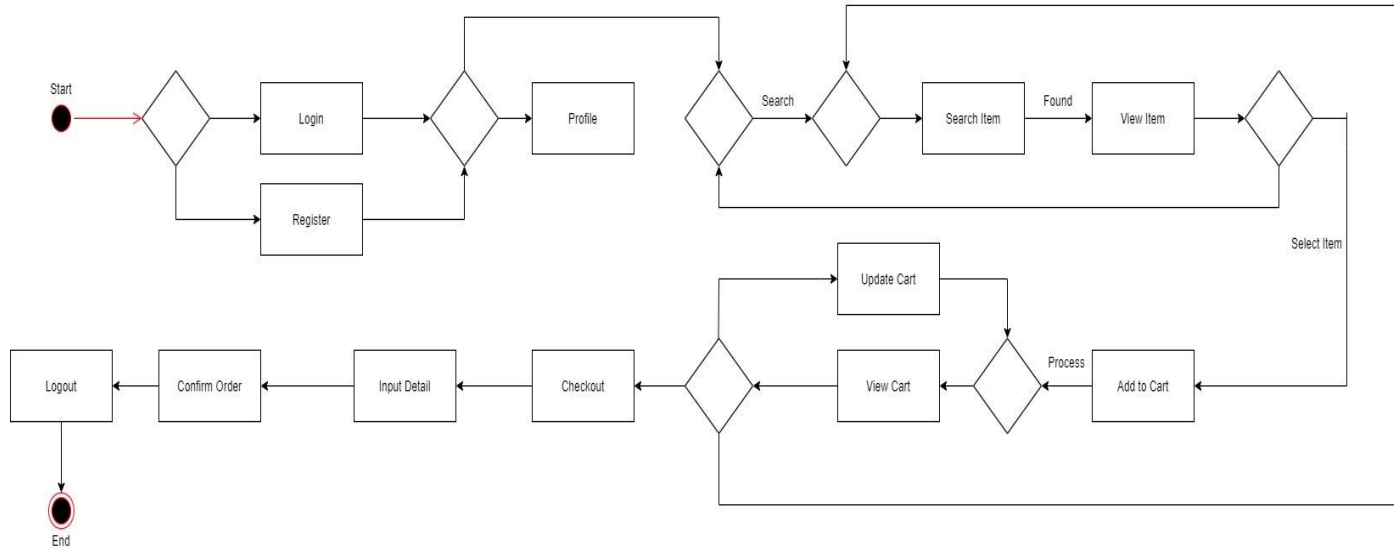 Start
Login
Profile
Search
Search Item
Found
View Item
Register
Select Item
Update Cart
Logout
Confirm Order
Input Detail
Checkout
View Cart
Process
Add to Cart
End